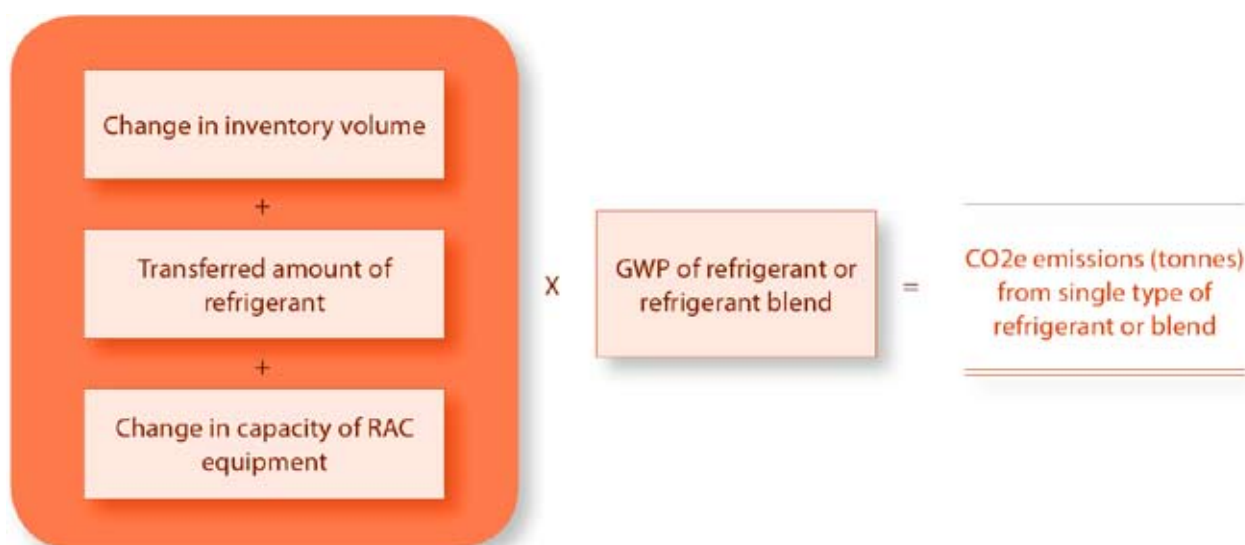 Change in inventory volume
+
Transferred amount of
refrigerant
+
Change in capacity of RAC
equipment
X
GWP of refrigerant or
refrigerant blend
=
CO2e emissions (tonnes)
from single type of
refrigerant or blend